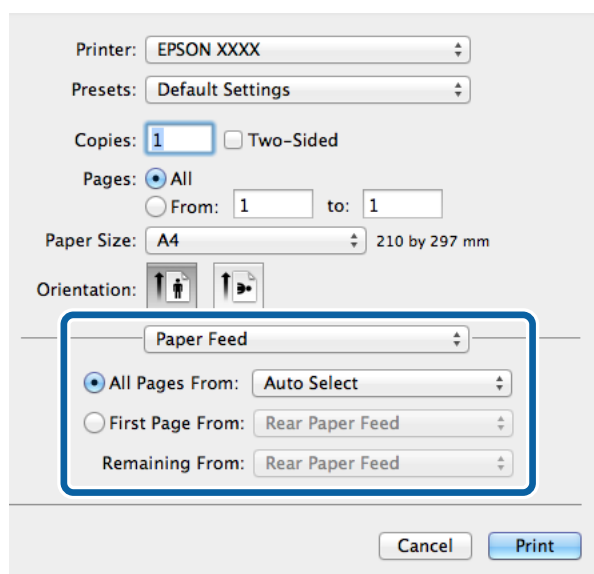 Printer: EPSON XXXX
Presets: Default Settings
Copies: 1 Two-Sided
Pages: All
From: 1 to: 1
Paper Size: A4 210 by 297 mm
Orientation:
Paper Feed
All Pages From: Auto Select
First Page From: Rear Paper Feed
Remaining From: Rear Paper Feed
Cancel Print